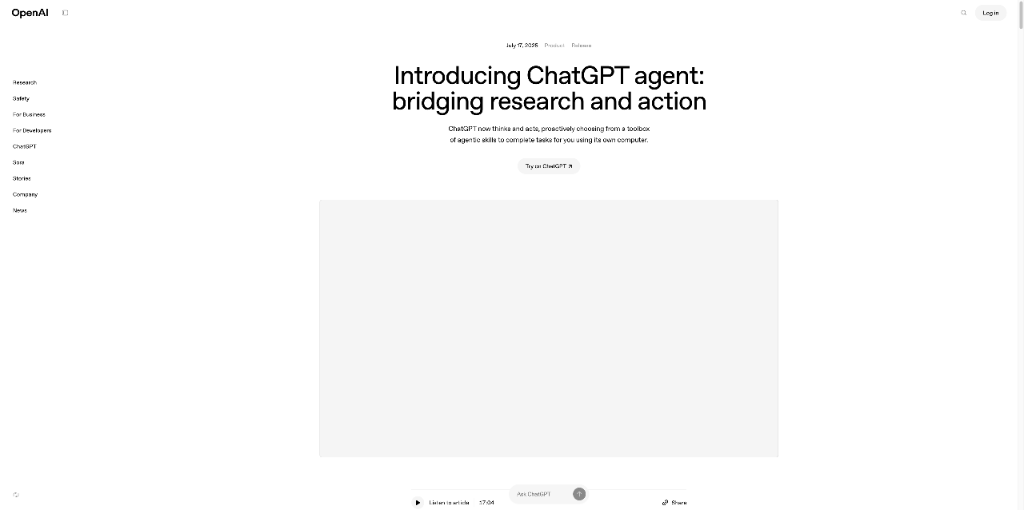 OpenAI
Log in
Research
Safety
For Business
For Developers
ChatGPT
Sora
Stories
Company
News
July 17, 2025 Product Release
Introducing ChatGPT agent:
bridging research and action
ChatGPT now thinks and acts, proactively choosing from a toolbox
of agentic skills to complete tasks for you using its own computer.
Try on ChatGPT ↗
Listen to article 17:04
Ask ChatGPT
Share